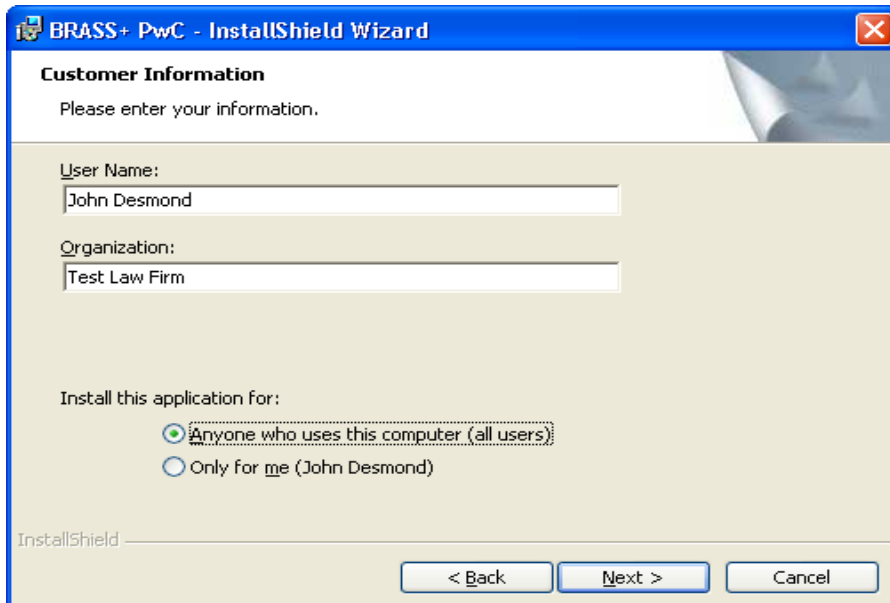 BRASS+ PwC - InstallShield Wizard
Customer Information
Please enter your information.
User Name:
John Desmond
Organization:
Test Law Firm
Install this application for:
Anyone who uses this computer (all users)
Only for me (John Desmond)
InstallShield
< Back Next > Cancel